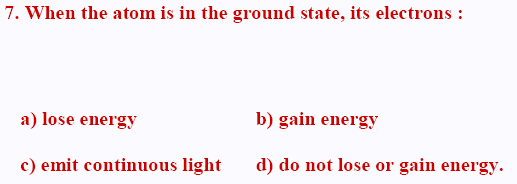 7. When the atom is in the ground state, its electrons :
a) lose energy b) gain energy
c) emit continuous light d) do not lose or gain energy.